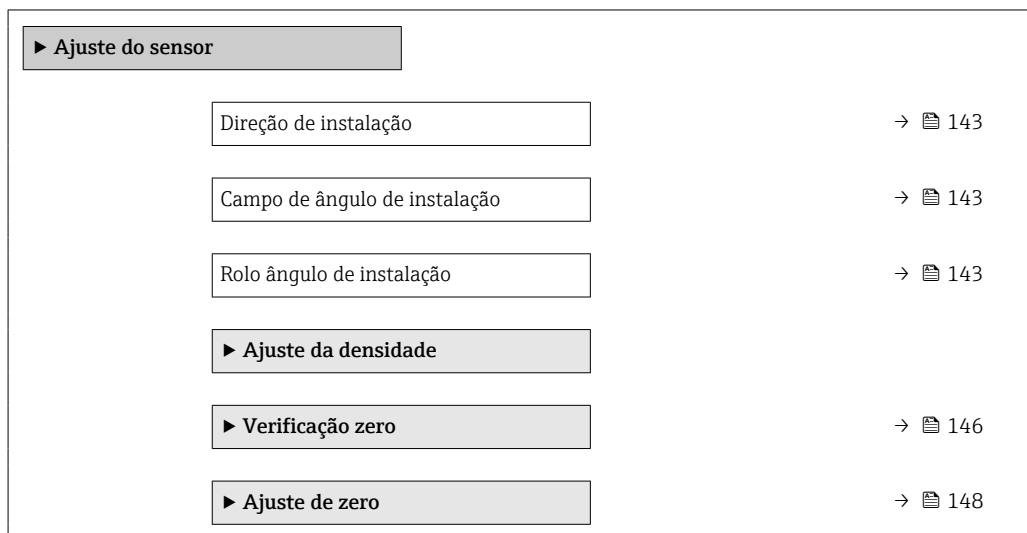 ▶ Ajuste do sensor
Direção de instalação → 143
Campo de ângulo de instalação → 143
Rolo ângulo de instalação → 143
▶ Ajuste da densidade
▶ Verificação zero → 146
▶ Ajuste de zero → 148